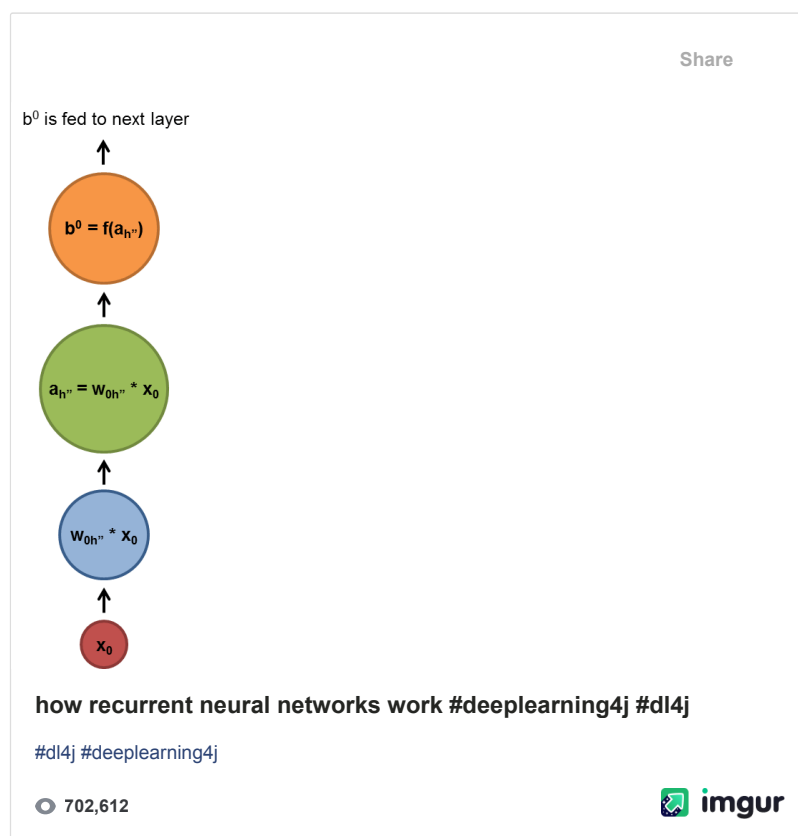 Share
b⁰ is fed to next layer
b⁰ = f(aₕ”)
aₕ” = w₀ₕ” * x₀
w₀ₕ” * x₀
x₀
how recurrent neural networks work #deeplearning4j #dl4j
#dl4j #deeplearning4j
702,612
imgur